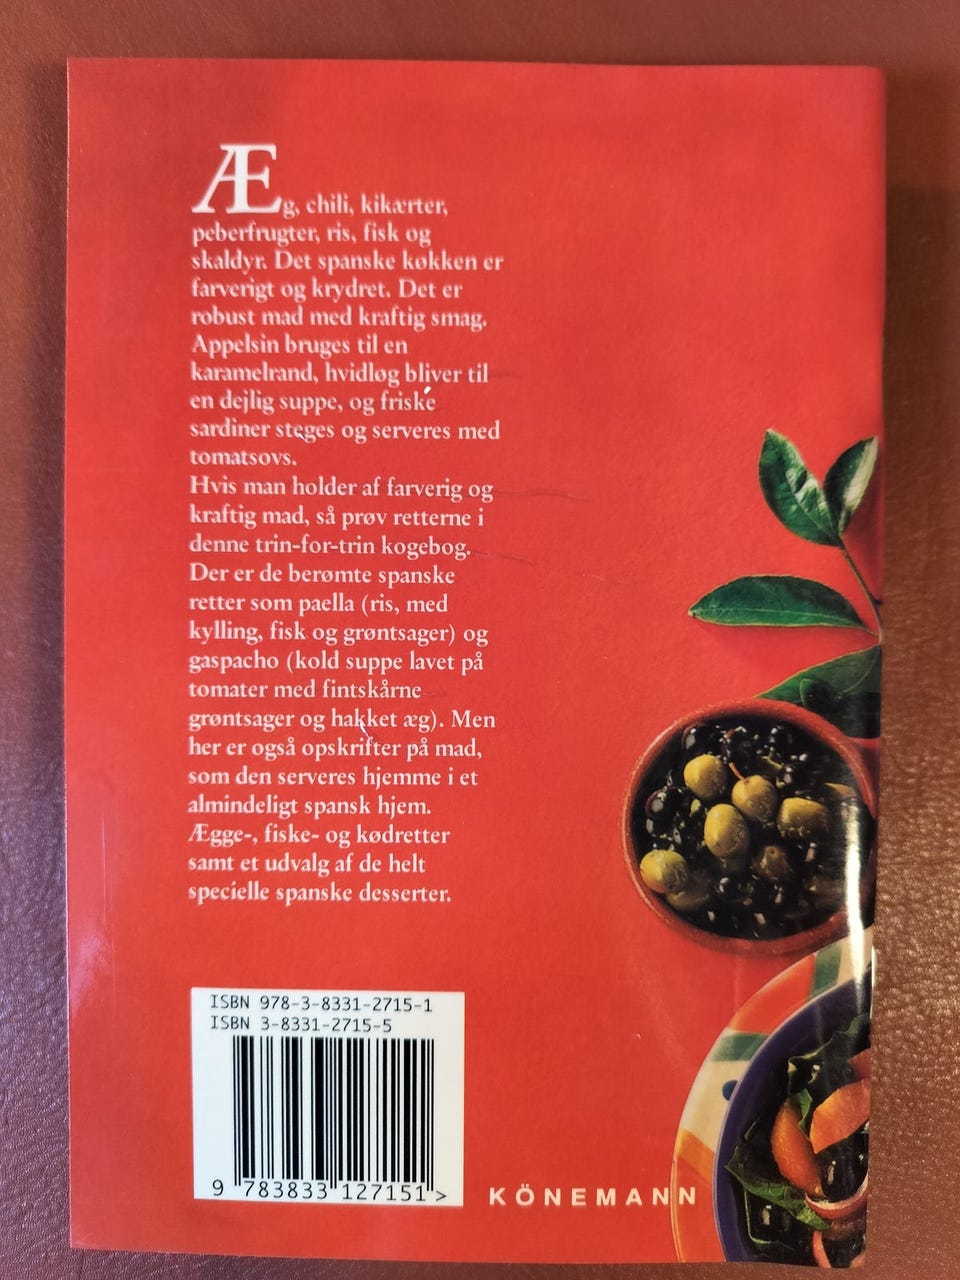 Æg, chili, kikærter,
peberfrugter, ris, fisk og
skaldyr. Det spanske køkken er
farverigt og krydret. Det er
robust mad med kraftig smag.
Appelsin bruges til en
karamelrand, hvidløg bliver til
en dejlig suppe, og friske
sardiner steges og serveres med
tomatsovs.
Hvis man holder af farverig og
kraftig mad, så prøv retterne i
denne trin-for-trin kogebog.
Der er de berømte spanske
retter som paella (ris, med
kylling, fisk og grøntsager) og
gaspacho (kold suppe lavet på
tomater med fintskårne
grøntsager og hakket æg). Men
her er også opskrifter på mad,
som den serveres hjemme i et
almindeligt spansk hjem.
Ægge-, fiske- og kødretter
samt et udvalg af de helt
specielle spanske desserter.
ISBN 978-3-8331-2715-1
ISBN 3-8331-2715-5
9 783833 127151 >
KÖNEMANN